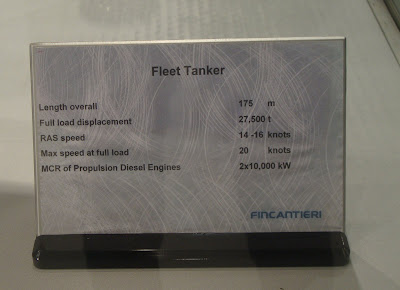 Fleet Tanker
Length overall 175 m
Full load displacement 27,500 t
RAS speed 14 -16 knots
Max speed at full load 20 knots
MCR of Propulsion Diesel Engines 2x10,000 kW
FINCANTIERI